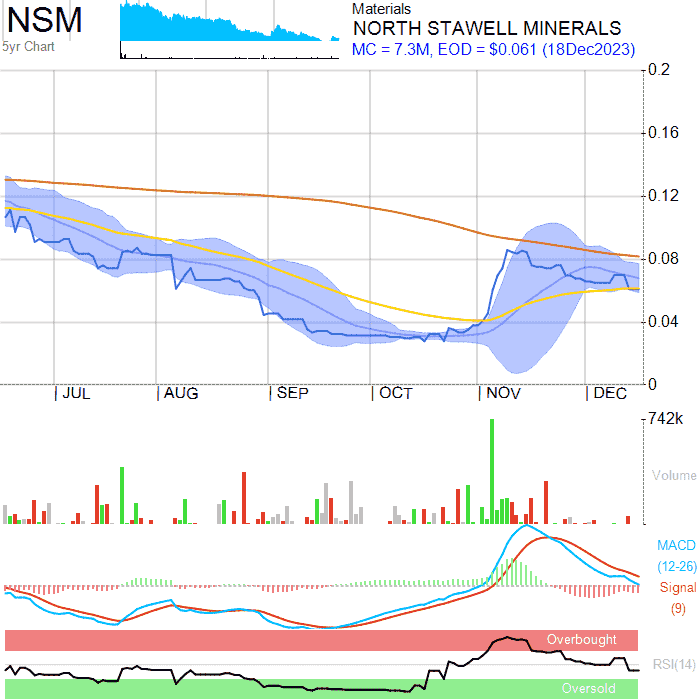 NSM
5yr Chart
Materials
NORTH STAWELL MINERALS
MC = 7.3M, EOD = $0.061 (18Dec2023)
0.2
0.16
0.12
0.08
0.04
0
JUL AUG SEP OCT NOV DEC
742k
Volume
MACD
(12-26)
Signal
(9)
Overbought
RSI(14)
Oversold